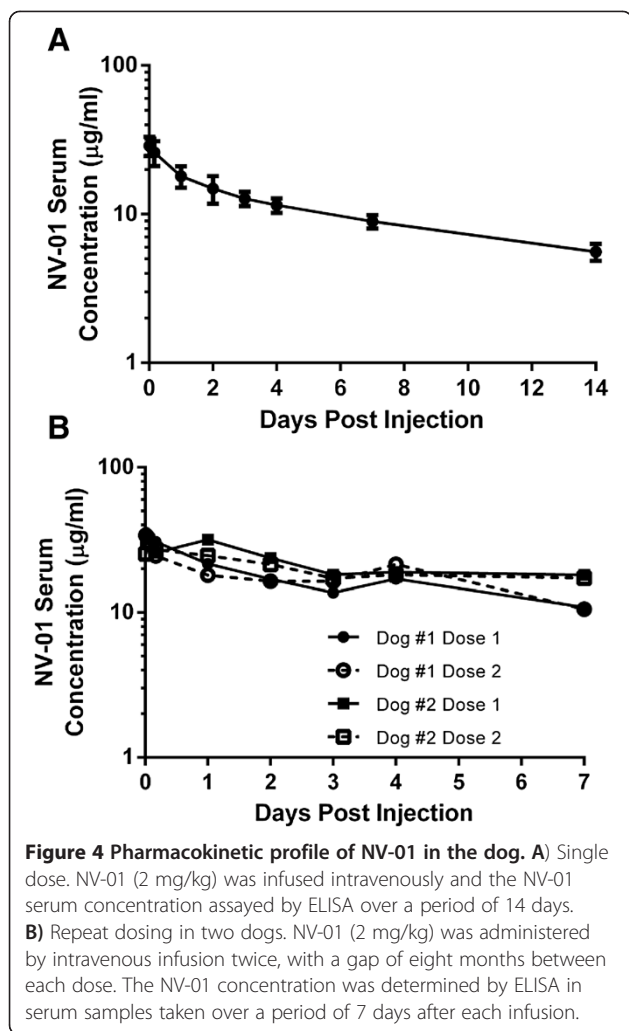 A
100
10
1
NV-01 Serum
Concentration (µg/ml)
0 2 4 6 8 10 12 14
Days Post Injection
B
100
10
1
NV-01 Serum
Concentration (µg/ml)
Dog #1 Dose 1
Dog #1 Dose 2
Dog #2 Dose 1
Dog #2 Dose 2
0 1 2 3 4 5 6 7
Days Post Injection
Figure 4 Pharmacokinetic profile of NV-01 in the dog. A) Single
dose. NV-01 (2 mg/kg) was infused intravenously and the NV-01
serum concentration assayed by ELISA over a period of 14 days.
B) Repeat dosing in two dogs. NV-01 (2 mg/kg) was administered
by intravenous infusion twice, with a gap of eight months between
each dose. The NV-01 concentration was determined by ELISA in
serum samples taken over a period of 7 days after each infusion.